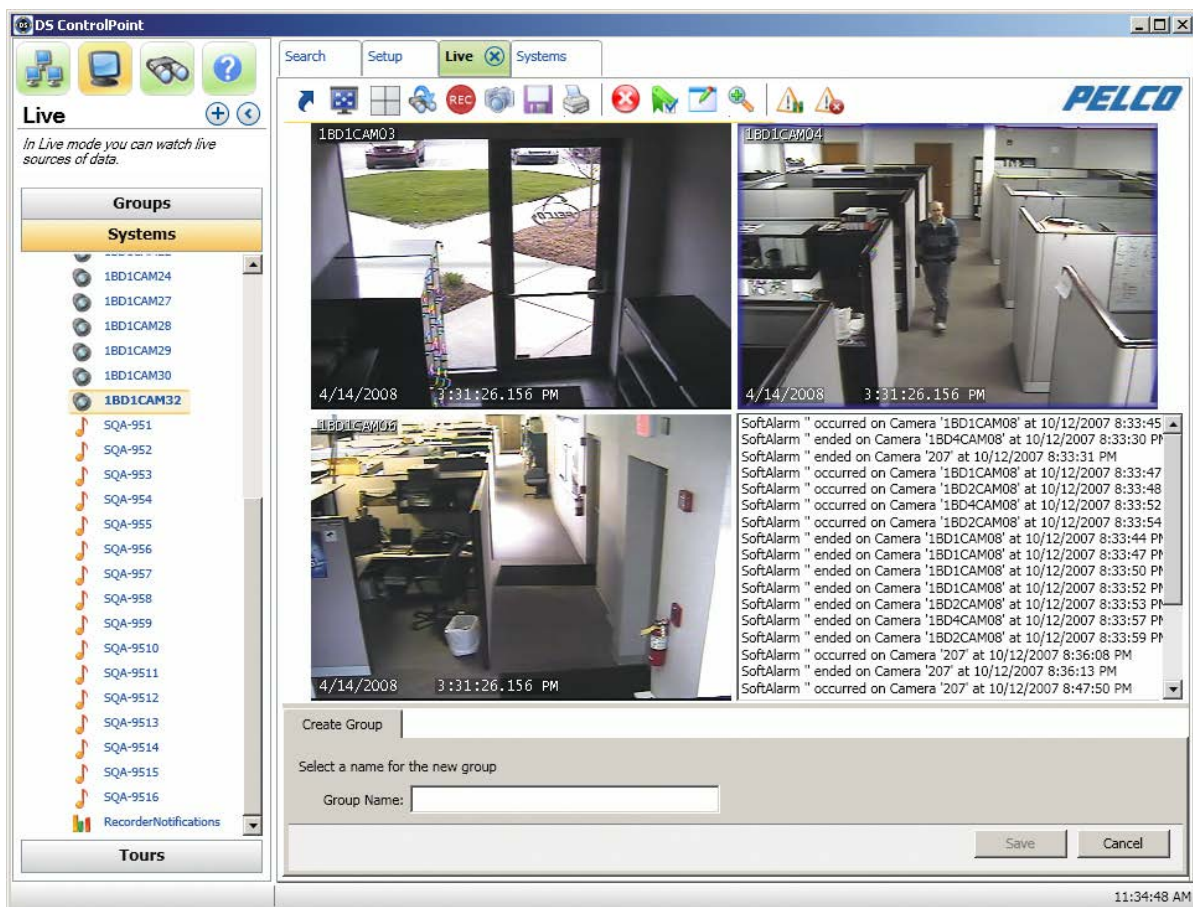 DS ControlPoint
Search
Setup
Live
Systems
PELCO
Live
In Live mode you can watch live
sources of data.
Groups
Systems
1BD1CAM24
1BD1CAM27
1BD1CAM28
1BD1CAM29
1BD1CAM30
1BD1CAM32
SQA-951
SQA-952
SQA-953
SQA-954
SQA-955
SQA-956
SQA-957
SQA-958
SQA-959
SQA-9510
SQA-9511
SQA-9512
SQA-9513
SQA-9514
SQA-9515
SQA-9516
RecorderNotifications
Tours
REC
1BD1CAM03
4/14/2008 3:31:26.156 PM
1BD1CAM04
4/14/2008 3:31:26.156 PM
1BD1CAM06
4/14/2008 3:31:26.156 PM
SoftAlarm '' occurred on Camera '1BD1CAM08' at 10/12/2007 8:33:45
SoftAlarm '' ended on Camera '1BD4CAM08' at 10/12/2007 8:33:30 PM
SoftAlarm '' ended on Camera '207' at 10/12/2007 8:33:31 PM
SoftAlarm '' occurred on Camera '1BD1CAM08' at 10/12/2007 8:33:47
SoftAlarm '' occurred on Camera '1BD2CAM08' at 10/12/2007 8:33:48
SoftAlarm '' occurred on Camera '1BD4CAM08' at 10/12/2007 8:33:52
SoftAlarm '' occurred on Camera '1BD2CAM08' at 10/12/2007 8:33:54
SoftAlarm '' ended on Camera '1BD1CAM08' at 10/12/2007 8:33:44 PM
SoftAlarm '' ended on Camera '1BD1CAM08' at 10/12/2007 8:33:47 PM
SoftAlarm '' ended on Camera '1BD1CAM08' at 10/12/2007 8:33:50 PM
SoftAlarm '' ended on Camera '1BD1CAM08' at 10/12/2007 8:33:52 PM
SoftAlarm '' ended on Camera '1BD2CAM08' at 10/12/2007 8:33:53 PM
SoftAlarm '' ended on Camera '1BD4CAM08' at 10/12/2007 8:33:57 PM
SoftAlarm '' ended on Camera '1BD2CAM08' at 10/12/2007 8:33:59 PM
SoftAlarm '' occurred on Camera '207' at 10/12/2007 8:36:08 PM
SoftAlarm '' ended on Camera '207' at 10/12/2007 8:36:13 PM
SoftAlarm '' occurred on Camera '207' at 10/12/2007 8:47:50 PM
Create Group
Select a name for the new group
Group Name:
Save
Cancel
11:34:48 AM